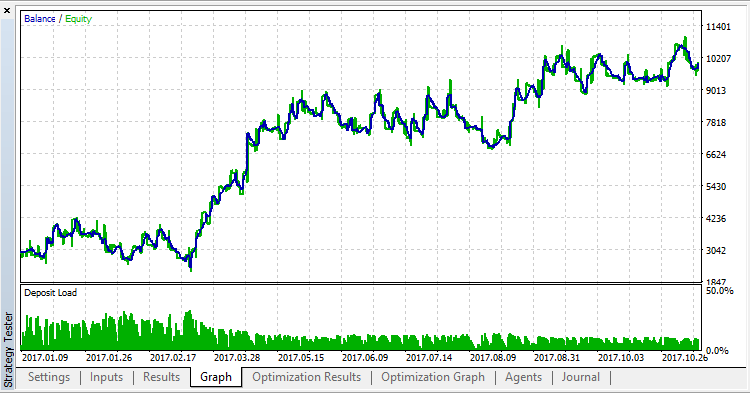 ×
Balance / Equity
11401
10207
9013
7818
6624
5430
4236
3042
1847
Deposit Load
50.0%
0.0%
2017.01.09 2017.01.26 2017.02.17 2017.03.28 2017.05.15 2017.06.09 2017.07.14 2017.08.09 2017.08.31 2017.10.03 2017.10.26
Strategy Tester
Settings Inputs Results Graph Optimization Results Optimization Graph Agents Journal